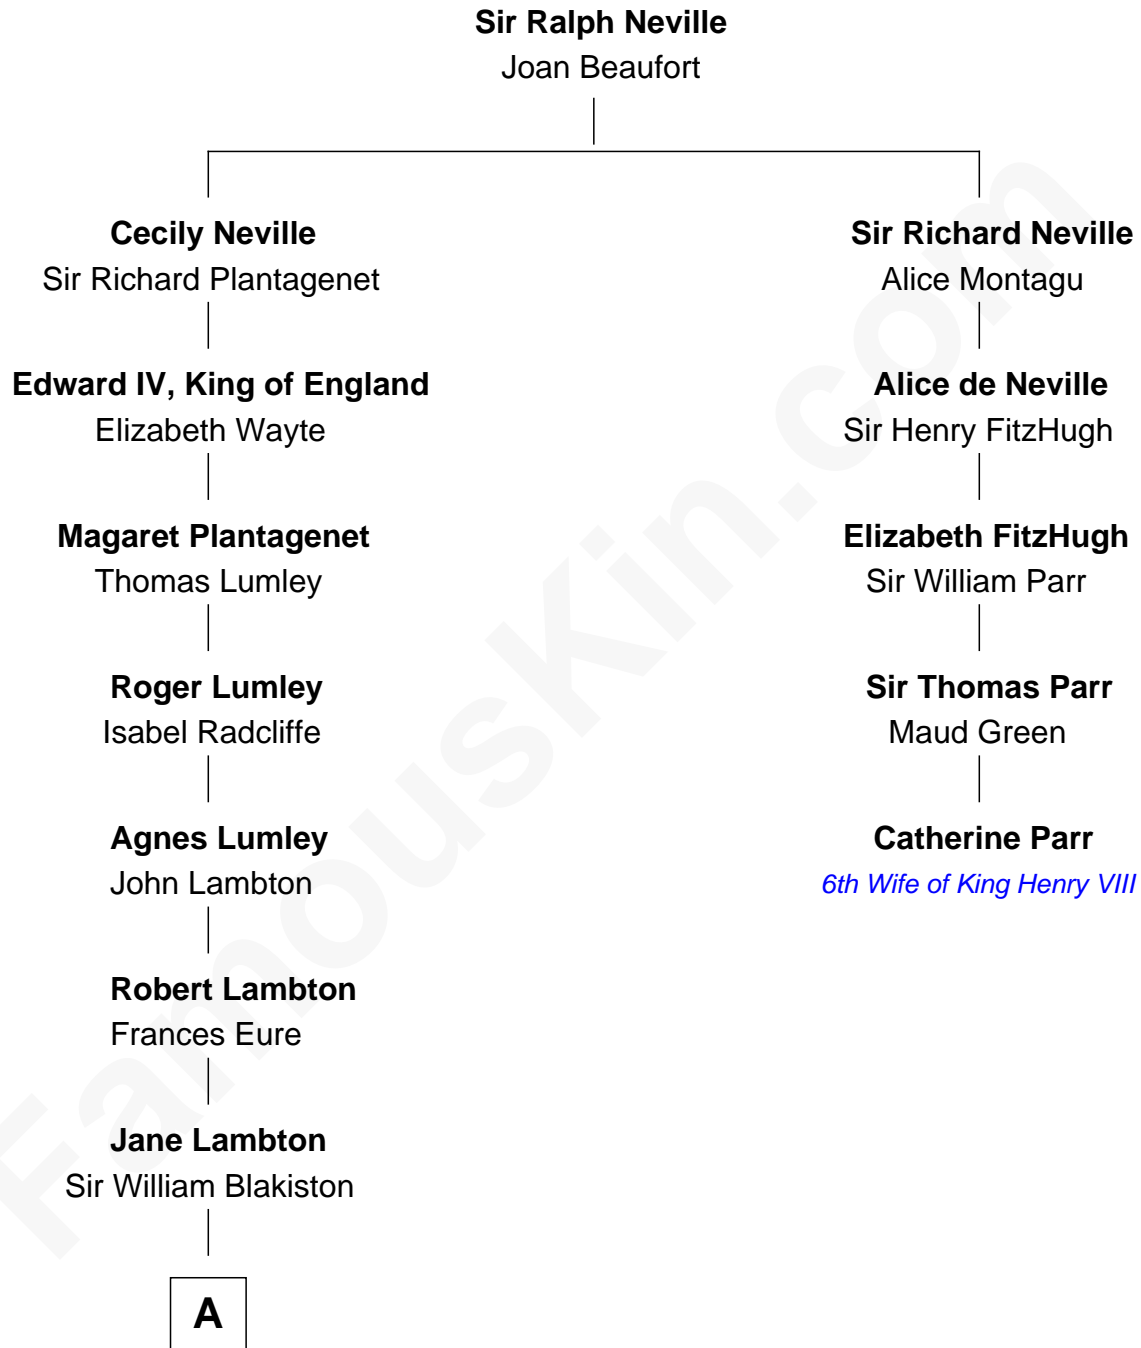 Sir Ralph Neville
Joan Beaufort
Cecily Neville
Sir Richard Plantagenet
Sir Richard Neville
Alice Montagu
Edward IV, King of England
Elizabeth Wayte
Alice de Neville
Sir Henry FitzHugh
Magaret Plantagenet
Thomas Lumley
Elizabeth FitzHugh
Sir William Parr
Roger Lumley
Isabel Radcliffe
Sir Thomas Parr
Maud Green
Agnes Lumley
John Lambton
Catherine Parr
6th Wife of King Henry VIII
Robert Lambton
Frances Eure
Jane Lambton
Sir William Blakiston
A
FamousKin.com